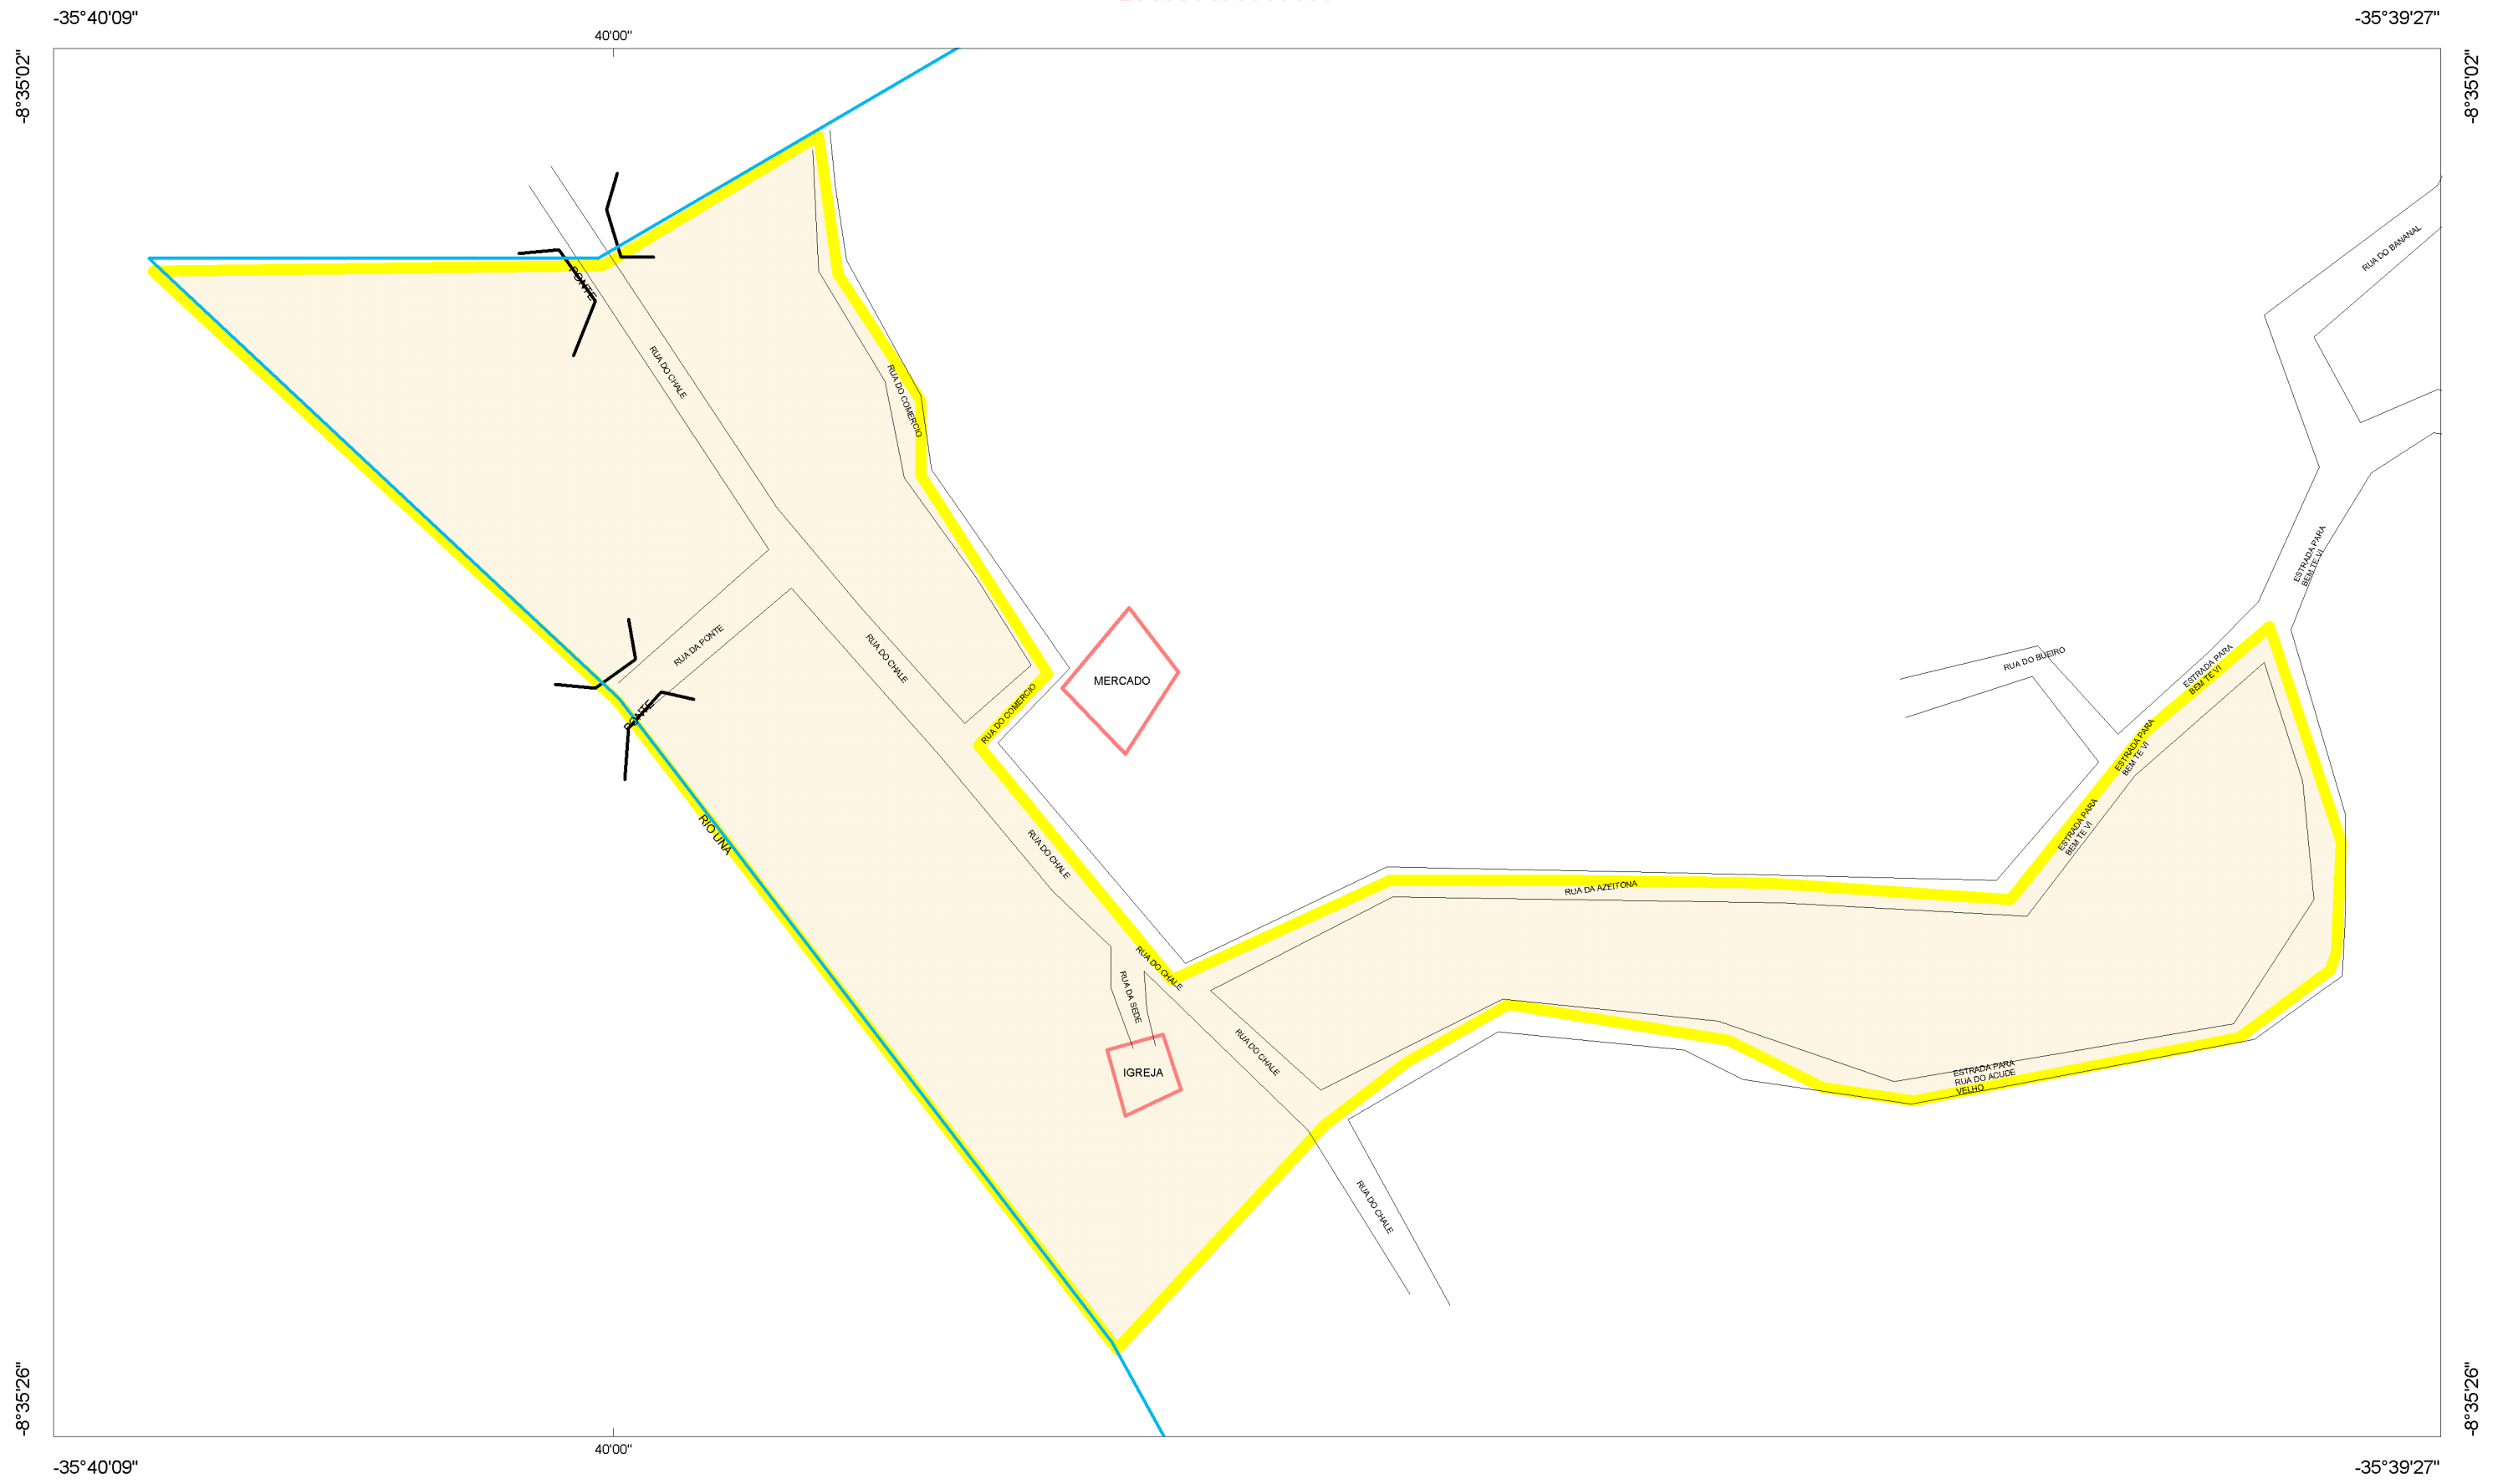 -35°40'09"
-35°39'27"
40'00"
-8°35'02"
-8°35'02"
RUA DO BANANAL
PONTE
RUA DO CHALE
RUA DO COMERCIO
ESTRADA PARA
BEM TE VI
RUA DA PONTE
RUA DO CHALE
MERCADO
RUA DO BUEIRO
ESTRADA PARA
BEM TE VI
RUA DO COMERCIO
PONTE
ESTRADA PARA
BEM TE VI
RIO UNA
ESTRADA PARA
BEM TE VI
RUA DO CHALE
RUA DA AZEITONA
RUA DO CHALE
RUA DA SEDE
RUA DO CHALE
IGREJA
ESTRADA PARA
RUA DO ACUDE
VELHO
RUA DO CHALE
-8°35'26"
-8°35'26"
40'00"
-35°40'09"
-35°39'27"